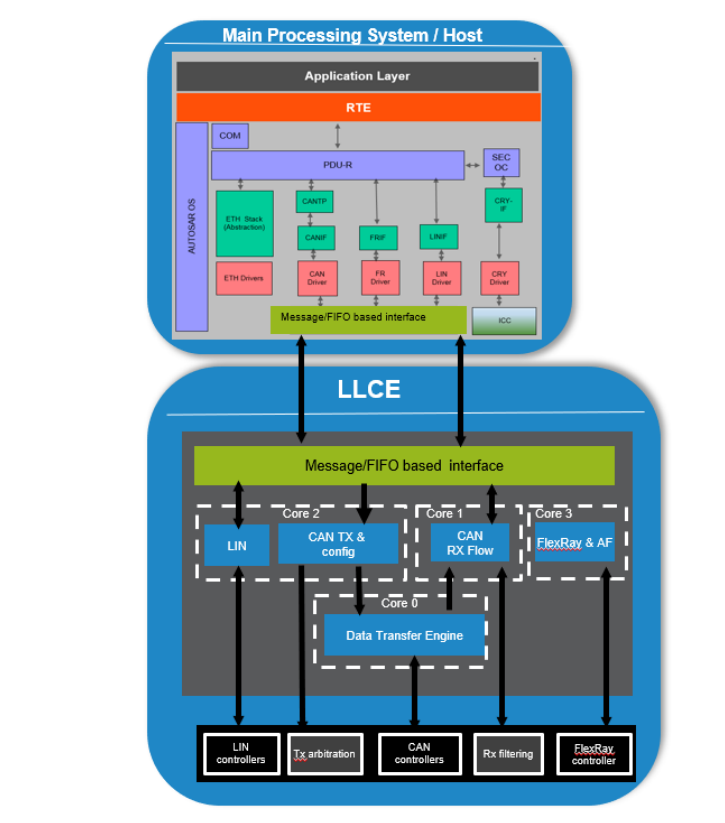 Main Processing System / Host
Application Layer
RTE
COM
PDU-R
SEC
OC
AUTOSAR OS
ETH Stack
(Abstraction)
CANTP
CANIF
FRIF
LINIF
CRY-
IF
ETH Drivers
CAN
Driver
FR
Driver
LIN
Driver
CRY
Driver
Message/FIFO based interface
ICC
LLCE
Message/FIFO based interface
Core 2
Core 1
Core 3
LIN
CAN TX &
config
CAN
RX Flow
FlexRay & AF
Core 0
Data Transfer Engine
LIN
controllers
Tx arbitration
CAN
controllers
Rx filtering
FlexRay
controller